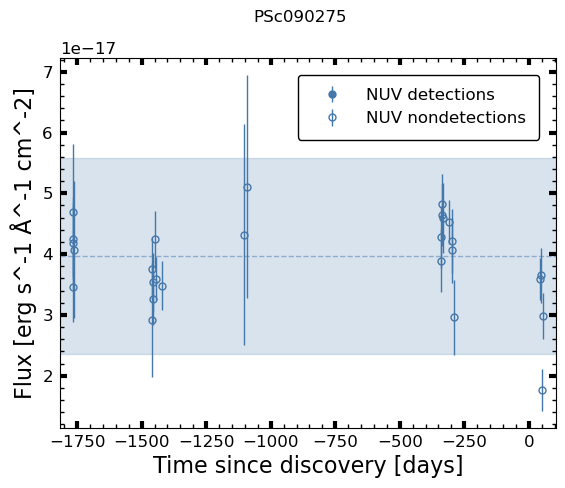 PSc090275
1e−17
NUV detections
NUV nondetections
7
6
5
4
3
2
Flux [erg s^-1 Å^-1 cm^-2]
−1750 −1500 −1250 −1000 −750 −500 −250 0
Time since discovery [days]